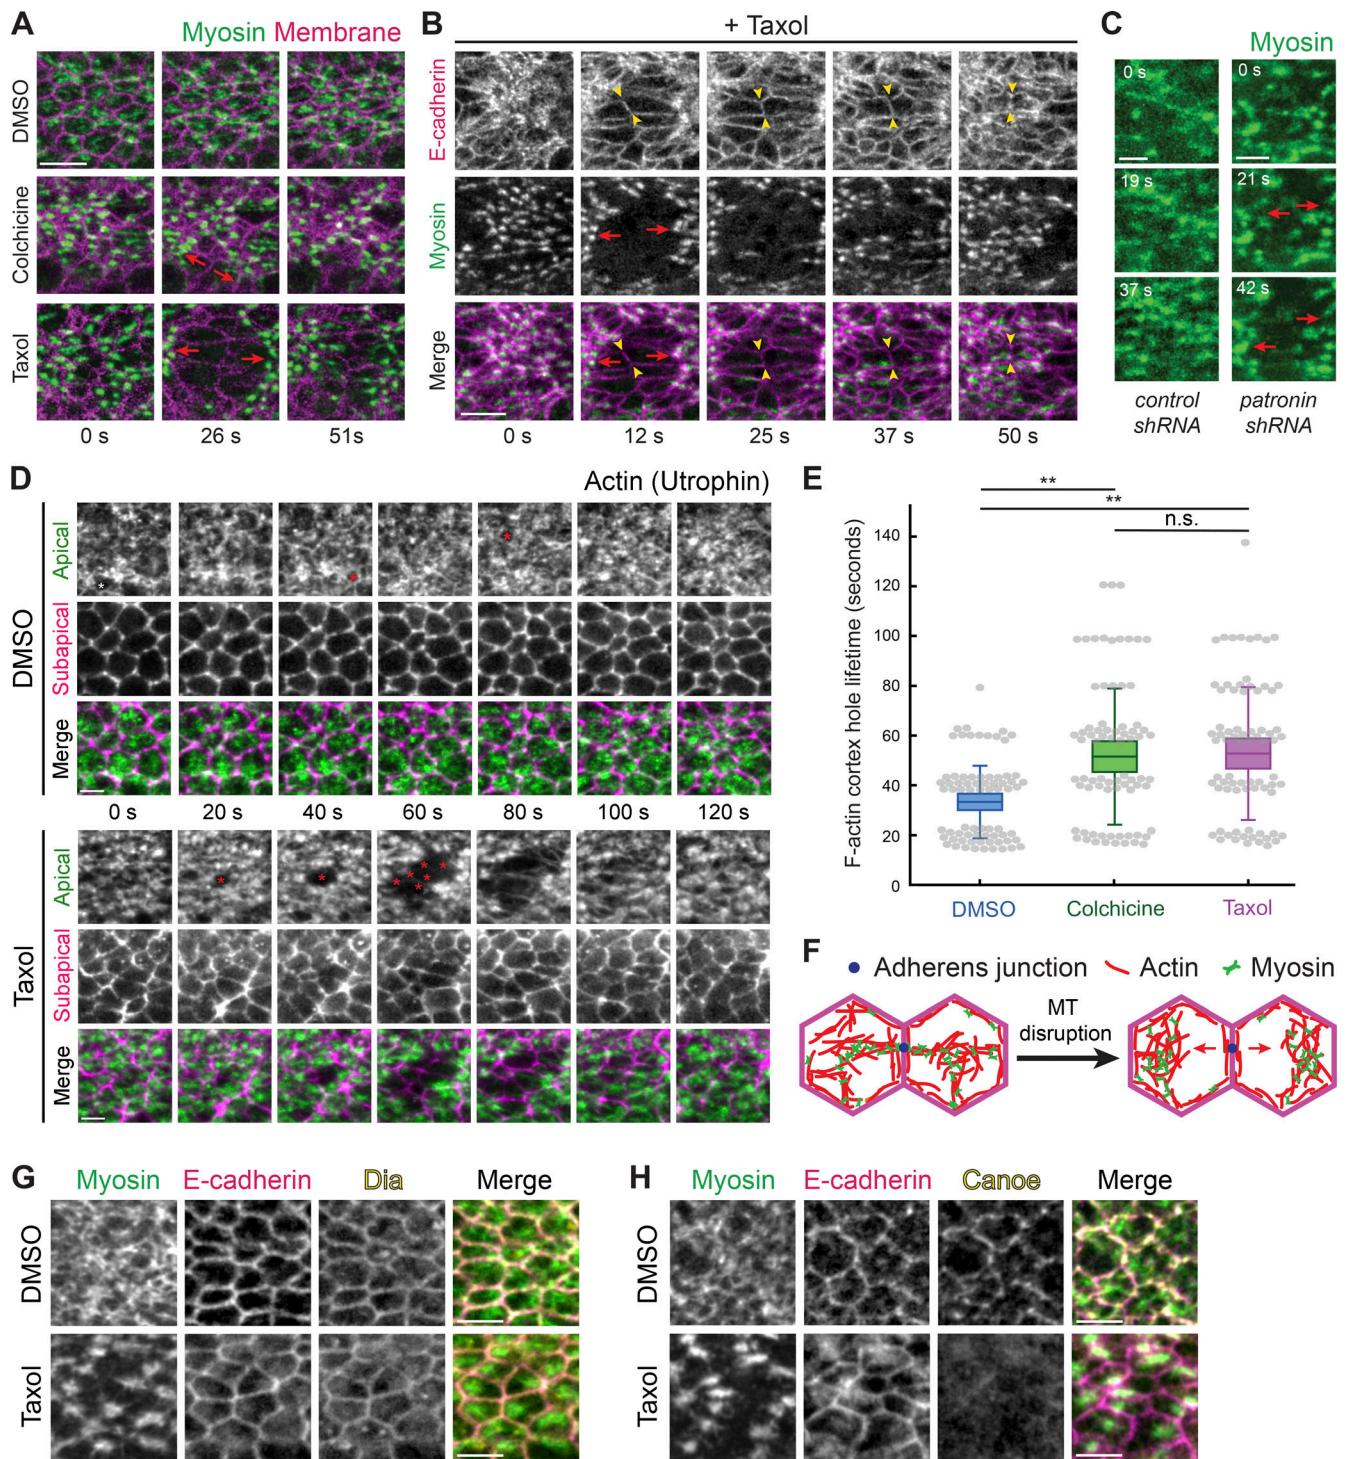 A
Myosin Membrane
DMSO
Colchicine
Taxol
0 s
26 s
51s
B
+ Taxol
E-cadherin
Myosin
Merge
0 s
12 s
25 s
37 s
50 s
C
Myosin
0 s
0 s
19 s
21 s
37 s
42 s
control
shRNA
patronin
shRNA
D
Actin (Utrophin)
DMSO
Apical
Subapical
Merge
0 s
20 s
40 s
60 s
80 s
100 s
120 s
Taxol
Apical
Subapical
Merge
E
**
**
n.s.
F-actin cortex hole lifetime (seconds)
140
120
100
80
60
40
20
0
DMSO
Colchicine
Taxol
F
Adherens junction
Actin
Myosin
MT
disruption
G
Myosin
E-cadherin
Dia
Merge
DMSO
Taxol
H
Myosin
E-cadherin
Canoe
Merge
DMSO
Taxol